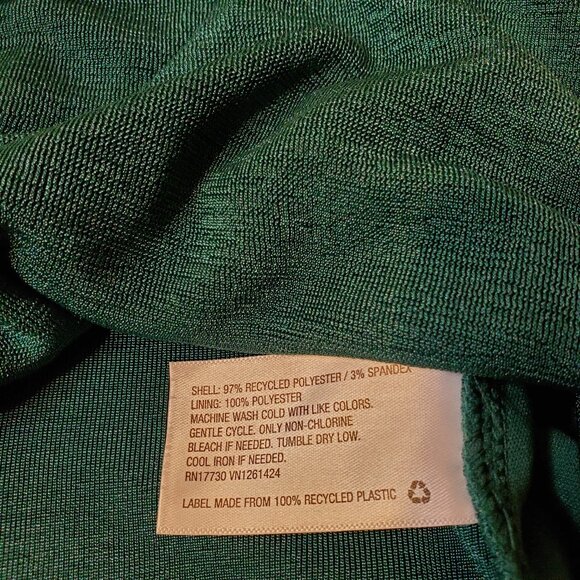 SHELL: 97% RECYCLED POLYESTER / 3% SPANDEX
LINING: 100% POLYESTER
MACHINE WASH COLD WITH LIKE COLORS.
GENTLE CYCLE. ONLY NON-CHLORINE
BLEACH IF NEEDED. TUMBLE DRY LOW.
COOL IRON IF NEEDED.
RN17730 VN1261424
LABEL MADE FROM 100% RECYCLED PLASTIC